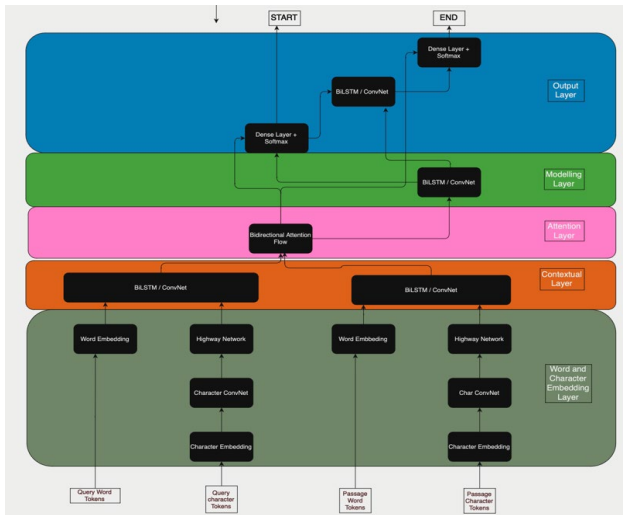 START
END
Dense Layer +
Softmax
BiLSTM / ConvNet
Output
Layer
Dense Layer +
Softmax
Modelling
Layer
BiLSTM / ConvNet
Attention
Layer
Bidirectional Attention
Flow
Contextual
Layer
BiLSTM / ConvNet
BiLSTM / ConvNet
Word Embedding
Highway Network
Word Embbeding
Highway Network
Word and
Character
Embedding
Layer
Character ConvNet
Char ConvNet
Character Embedding
Character Embedding
Query Word
Tokens
Query
character
Tokens
Passage
Word
Tokens
Passage
Character
Tokens